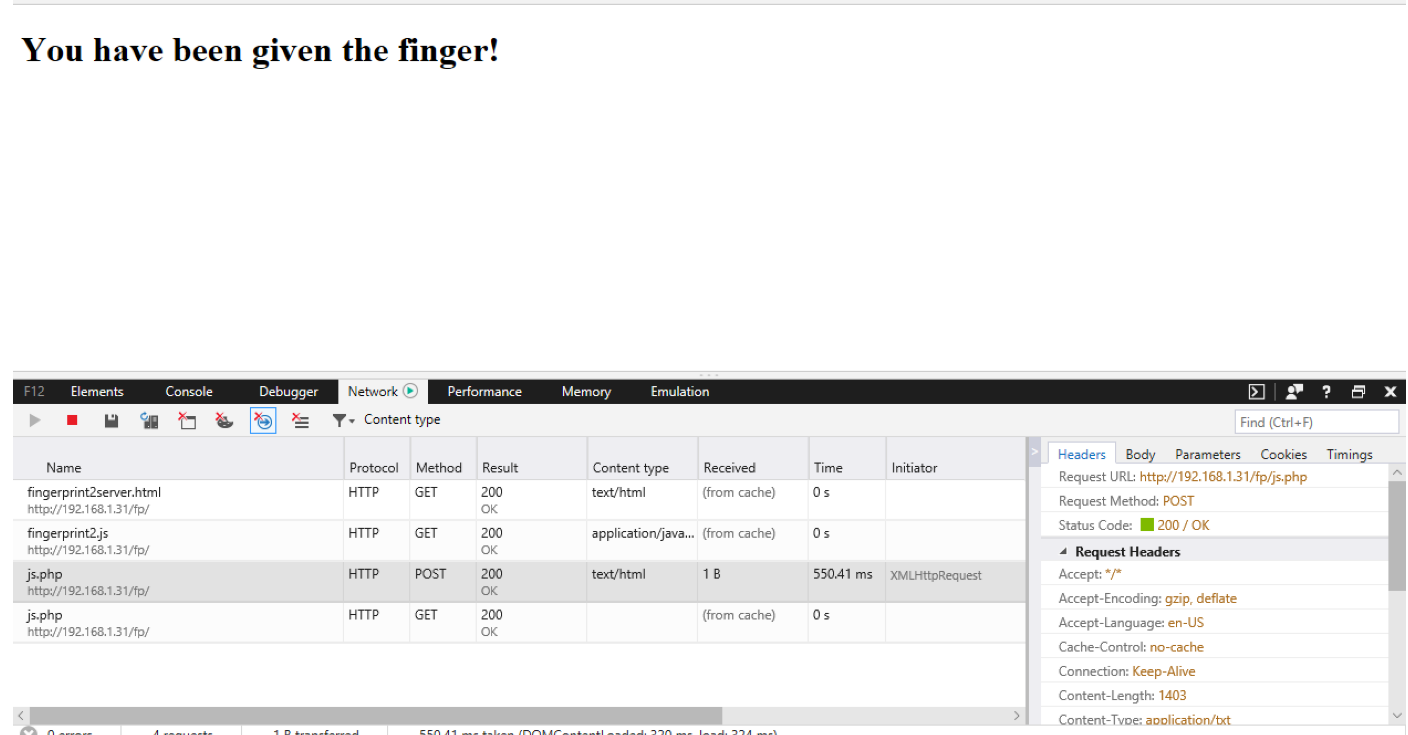 You have been given the finger!
F12 Elements Console Debugger Network Performance Memory Emulation ?
Content type Find (Ctrl+F)
Name Protocol Method Result Content type Received Time Initiator
fingerprint2server.html HTTP GET 200 text/html (from cache) 0 s
http://192.168.1.31/fp/ OK
fingerprint2.js HTTP GET 200 application/java... (from cache) 0 s
http://192.168.1.31/fp/ OK
js.php HTTP POST 200 text/html 1 B 550.41 ms XMLHttpRequest
http://192.168.1.31/fp/ OK
js.php HTTP GET 200 (from cache) 0 s
http://192.168.1.31/fp/ OK
Headers Body Parameters Cookies Timings
Request URL: http://192.168.1.31/fp/js.php
Request Method: POST
Status Code: 200 / OK
Request Headers
Accept: */*
Accept-Encoding: gzip, deflate
Accept-Language: en-US
Cache-Control: no-cache
Connection: Keep-Alive
Content-Length: 1403
Content-Type: application/txt
0 errors 4 requests 1 B transferred 550.41 ms taken (DOMContentLoaded: 320 ms, load: 324 ms)